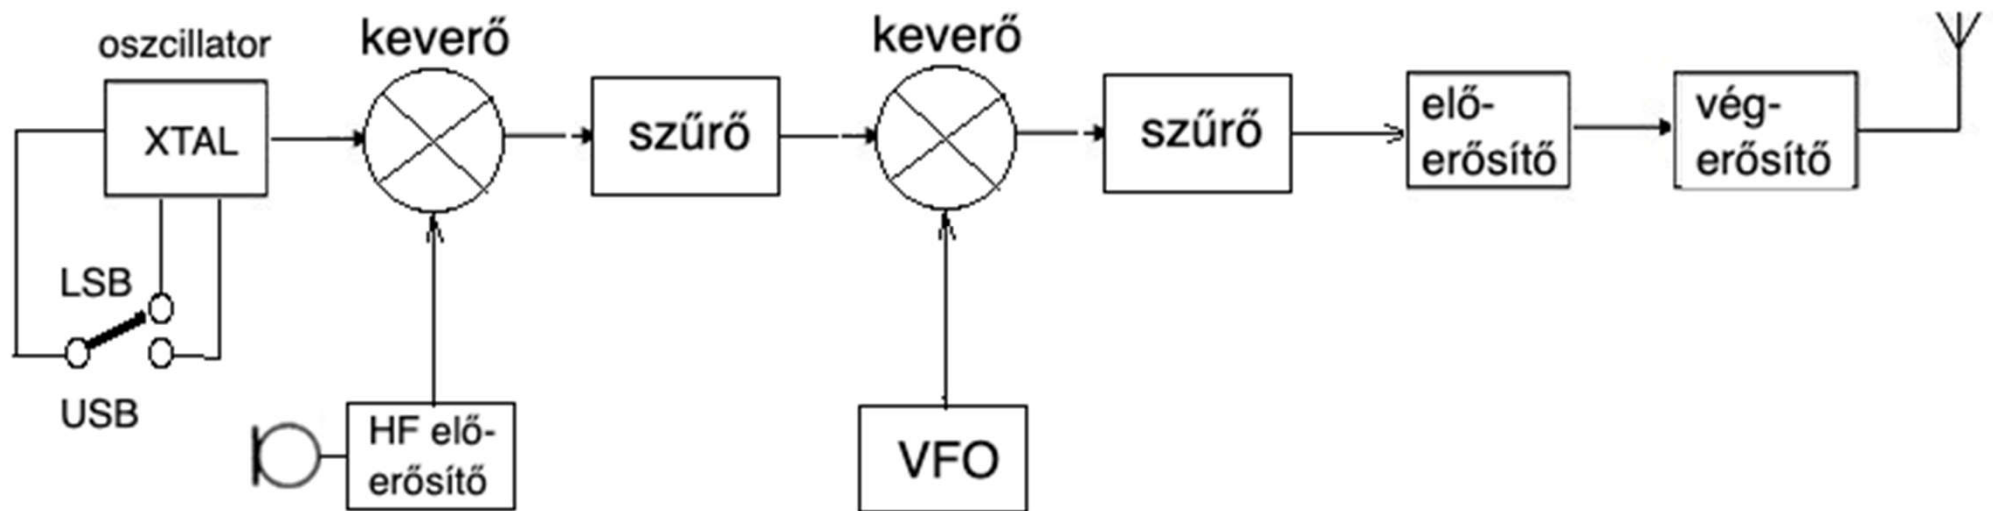 oszcillator
XTAL
LSB
USB
keverő
HF elő-
erősítő
szűrő
keverő
VFO
szűrő
elő-
erősítő
vég-
erősítő